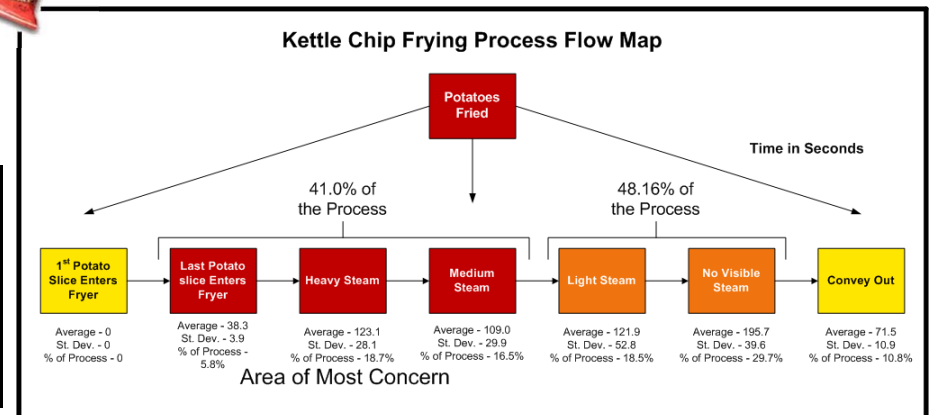 Kettle Chip Frying Process Flow Map
Potatoes
Fried
Time in Seconds
41.0% of
the Process
48.16% of
the Process
1st Potato
Slice Enters
Fryer
Last Potato
slice Enters
Fryer
Heavy Steam
Medium
Steam
Light Steam
No Visible
Steam
Convey Out
Average - 0
St. Dev. - 0
% of Process - 0
Average - 38.3
St. Dev. - 3.9
% of Process -
5.8%
Average - 123.1
St. Dev. - 28.1
% of Process - 18.7%
Average - 109.0
St. Dev. - 29.9
% of Process - 16.5%
Average - 121.9
St. Dev. - 52.8
% of Process - 18.5%
Average - 195.7
St. Dev. - 39.6
% of Process - 29.7%
Average - 71.5
St. Dev. - 10.9
% of Process - 10.8%
Area of Most Concern